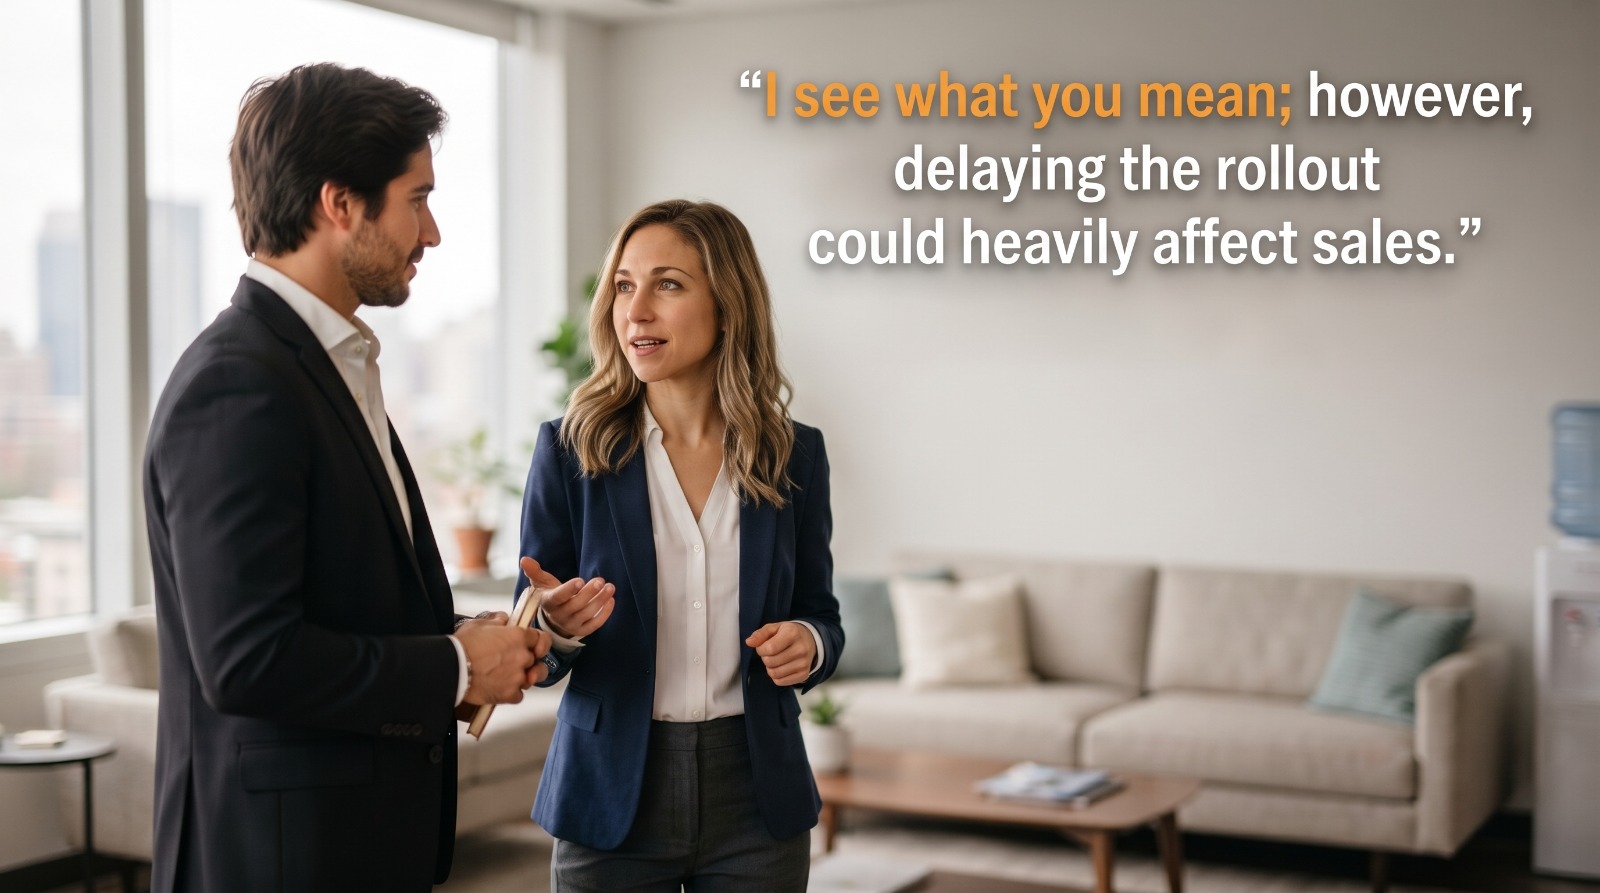 “I see what you mean; however,
delaying the rollout
could heavily affect sales.”